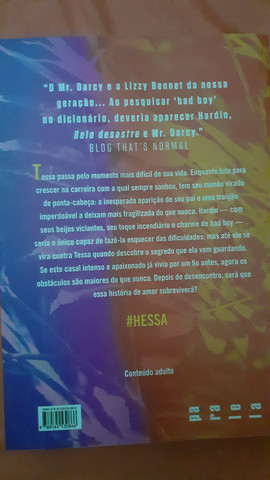 “O Mr. Darcy e a Lizzy Bennet da nossa
geração... Ao pesquisar ‘bad boy’
no dicionário, deveria aparecer Hardin,
Belo desastre e Mr. Darcy.”
BLOG THAT'S NORMAL
Tessa passa pelo momento mais difícil de sua vida. Enquanto luta para
crescer na carreira com a qual sempre sonhou, tem seu mundo virado
de ponta-cabeça: a inesperada aparição de seu pai e uma traição
imperdoável a deixam mais fragilizada do que nunca. Hardin — com
seus beijos viciantes, seu toque incendiário e charme de bad boy —
seria o único capaz de fazê-la esquecer das dificuldades, mas até ele se
vira contra Tessa quando descobre o segredo que ela vem guardando.
Se este casal intenso e apaixonado já vivia por um fio antes, agora os
obstáculos são maiores do que nunca. Depois do desencontro, será que
essa história de amor sobreviverá?
#HESSA
Conteúdo adulto
pa
ra
le
la